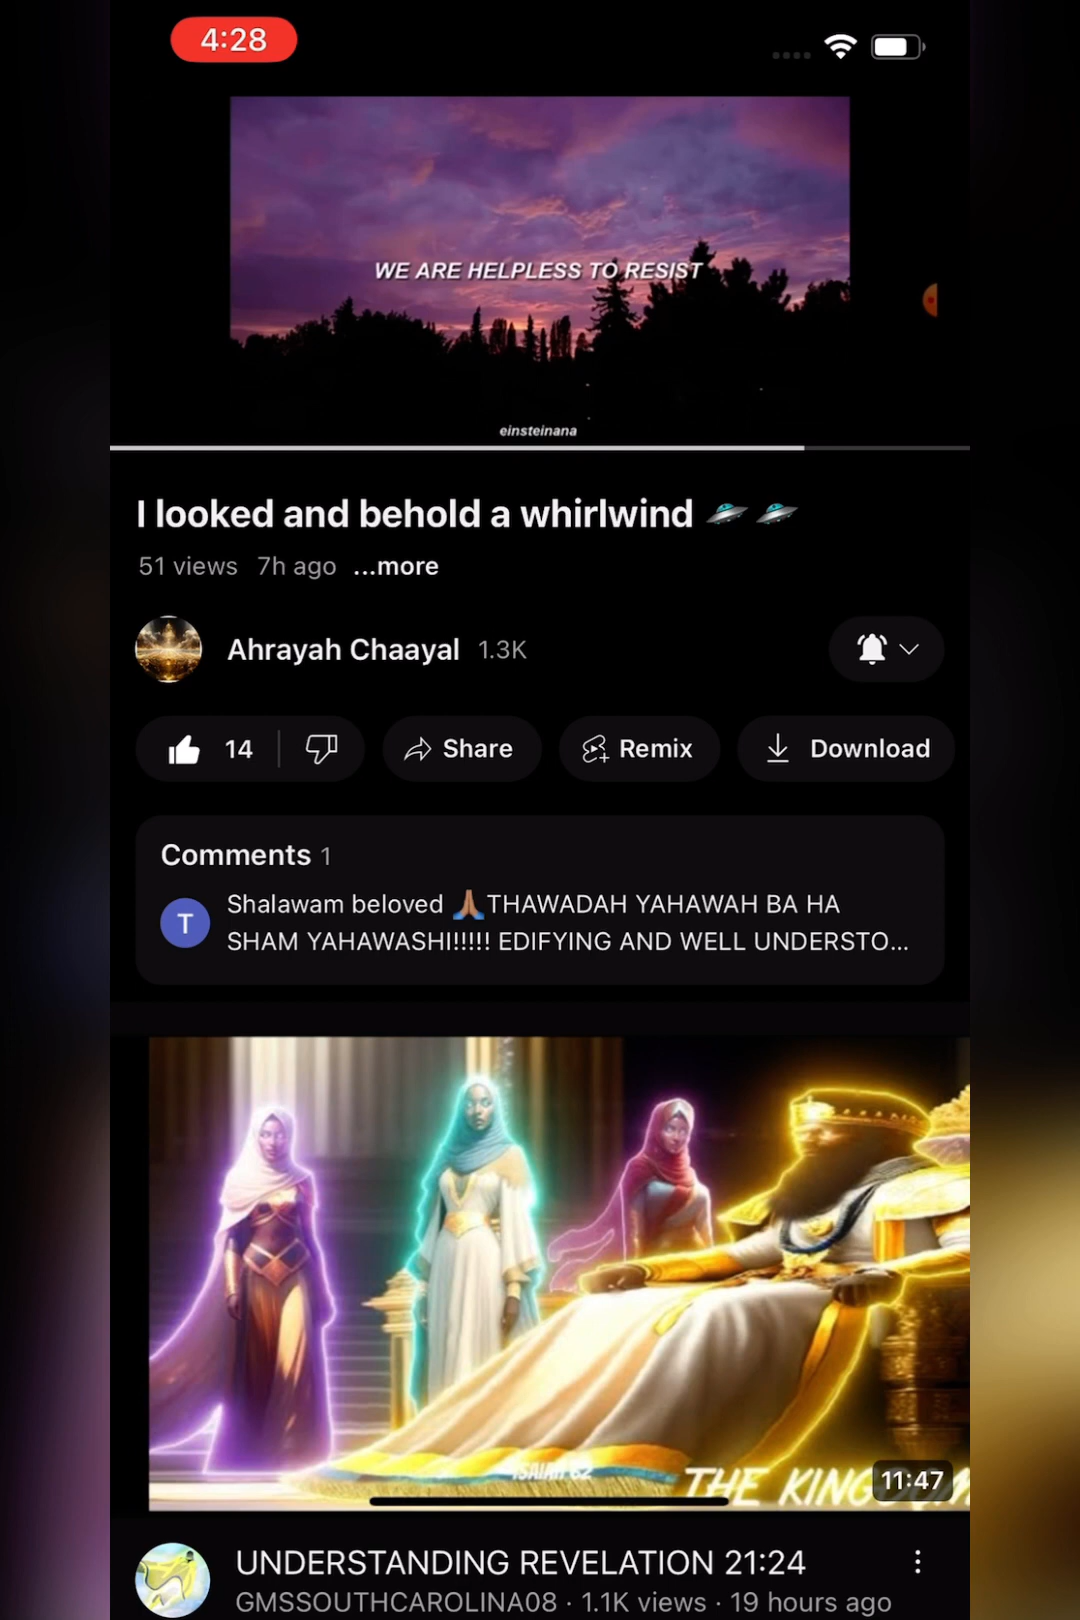 4:28
WE ARE HELPLESS TO RESIST
einsteinana
I looked and behold a whirlwind 🛸 🛸
51 views 7h ago ...more
Ahrayah Chaayal 1.3K
14 Share Remix Download
Comments 1
Shalawam beloved 🙏🏾THAWADAH YAHAWAH BA HA
T
SHAM YAHAWASHI!!!!! EDIFYING AND WELL UNDERSTO...
ISAIAH 62
THE
11:47
UNDERSTANDING REVELATION 21:24
GMSSOUTHCAROLINA08 · 1.1K views · 19 hours ago